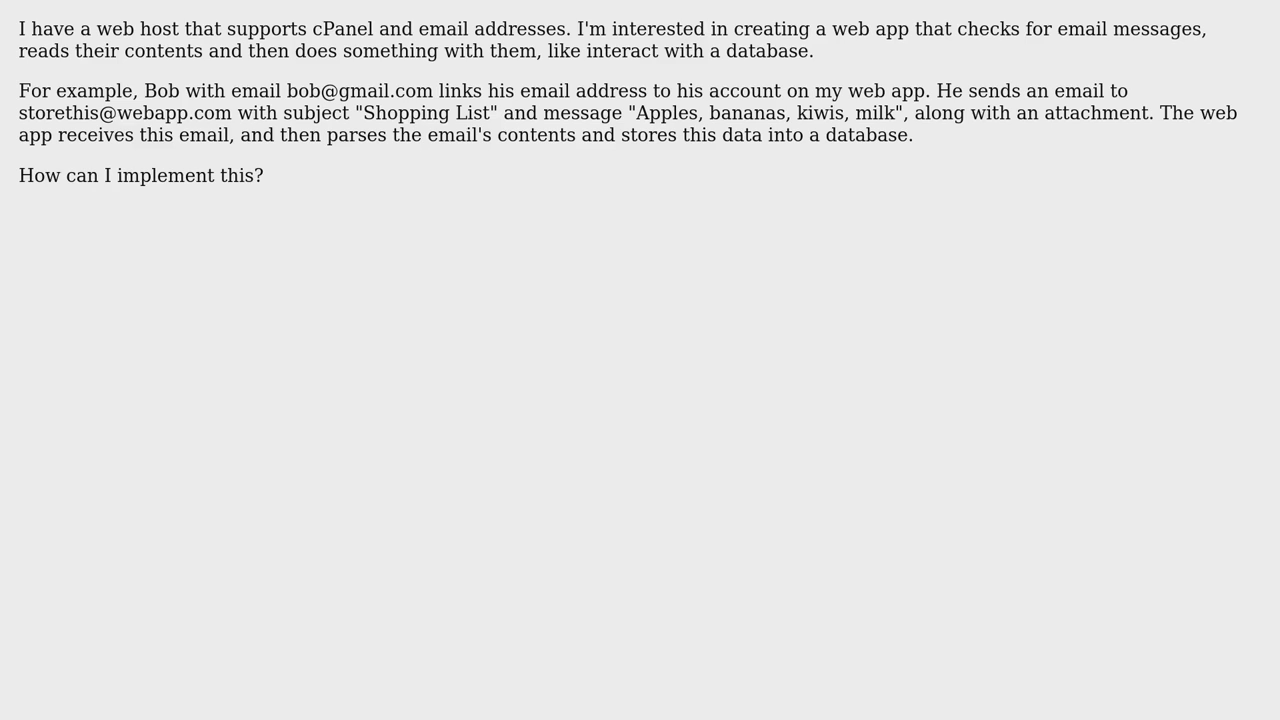 I have a web host that supports cPanel and email addresses. I'm interested in creating a web app that checks for email messages,
reads their contents and then does something with them, like interact with a database.
For example, Bob with email bob@gmail.com links his email address to his account on my web app. He sends an email to
storethis@webapp.com with subject "Shopping List" and message "Apples, bananas, kiwis, milk", along with an attachment. The web
app receives this email, and then parses the email's contents and stores this data into a database.
How can I implement this?